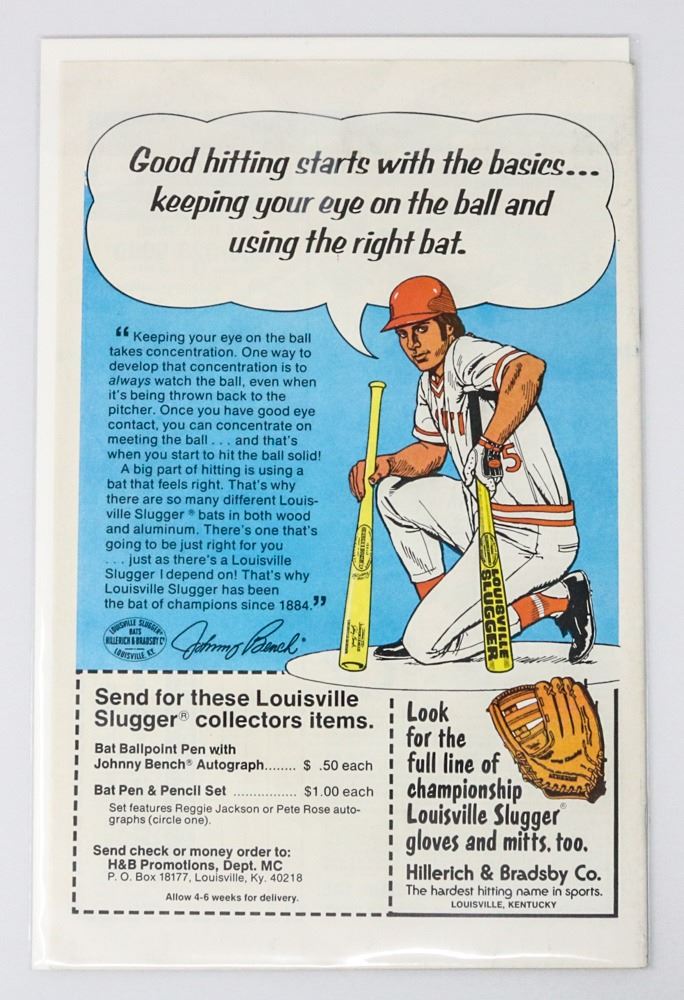 Good hitting starts with the basics...
keeping your eye on the ball and
using the right bat.
“Keeping your eye on the ball
takes concentration. One way to
develop that concentration is to
always watch the ball, even when
it's being thrown back to the
pitcher. Once you have good eye
contact, you can concentrate on
meeting the ball . . . and that's
when you start to hit the ball solid!
A big part of hitting is using a
bat that feels right. That's why
there are so many different Louis-
ville Slugger® bats in both wood
and aluminum. There's one that's
going to be just right for you
. . . just as there's a Louisville
Slugger I depend on! That's why
Louisville Slugger has been
the bat of champions since 1884.”
LOUISVILLE SLUGGER
BATS
HILLERICH & BRADSBY Co
LOUISVILLE, KY.
Johnny Bench®
5
LOUISVILLE
SLUGGER
Send for these Louisville
Slugger® collectors items.
Bat Ballpoint Pen with
Johnny Bench® Autograph........ $ .50 each
Bat Pen & Pencil Set ................ $1.00 each
Set features Reggie Jackson or Pete Rose auto-
graphs (circle one).
Send check or money order to:
H&B Promotions, Dept. MC
P. O. Box 18177, Louisville, Ky. 40218
Allow 4-6 weeks for delivery.
Look
for the
full line of
championship
Louisville Slugger®
gloves and mitts, too.
Hillerich & Bradsby Co.
The hardest hitting name in sports.
LOUISVILLE, KENTUCKY